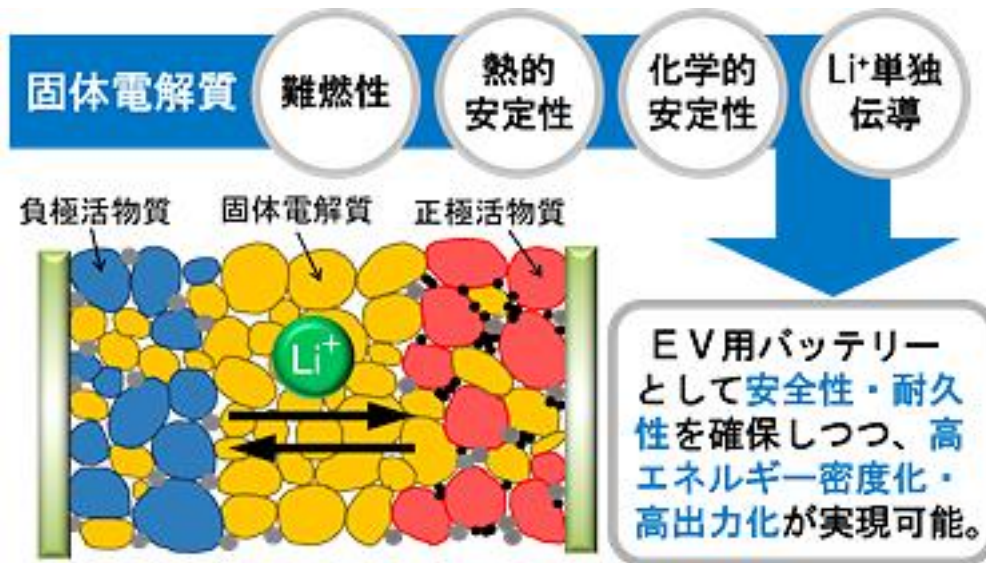 固体電解質
難燃性
熱的
安定性
化学的
安定性
Li⁺単独
伝導
負極活物質
固体電解質
正極活物質
Li⁺
EV用バッテリー
として安全性・耐久
性を確保しつつ、高
エネルギー密度化・
高出力化が実現可能。